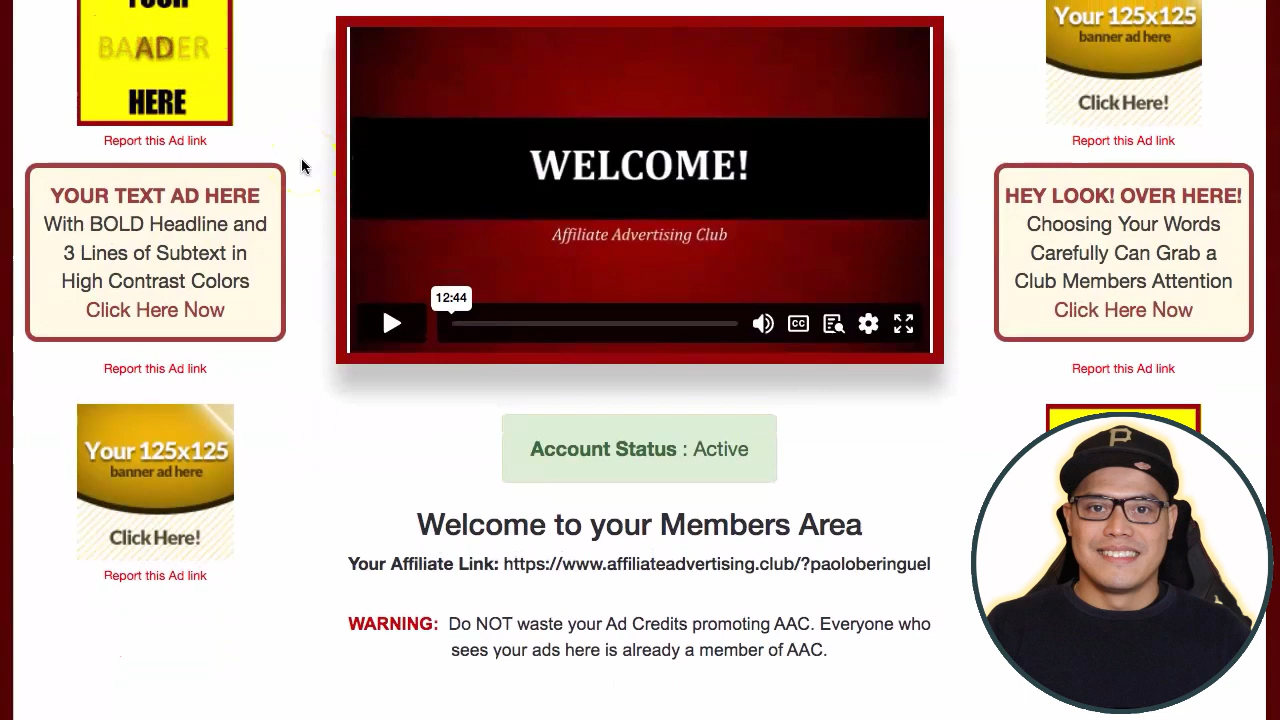 YOUR
BANNER
AD
HERE
Report this Ad link
YOUR TEXT AD HERE
With BOLD Headline and
3 Lines of Subtext in
High Contrast Colors
Click Here Now
Report this Ad link
Your 125x125
banner ad here
Click Here!
Report this Ad link
WELCOME!
Affiliate Advertising Club
12:44
CC
Account Status : Active
Welcome to your Members Area
Your Affiliate Link: https://www.affiliateadvertising.club/?paoloberinguel
WARNING: Do NOT waste your Ad Credits promoting AAC. Everyone who
sees your ads here is already a member of AAC.
Your 125x125
banner ad here
Click Here!
Report this Ad link
HEY LOOK! OVER HERE!
Choosing Your Words
Carefully Can Grab a
Club Members Attention
Click Here Now
Report this Ad link
P